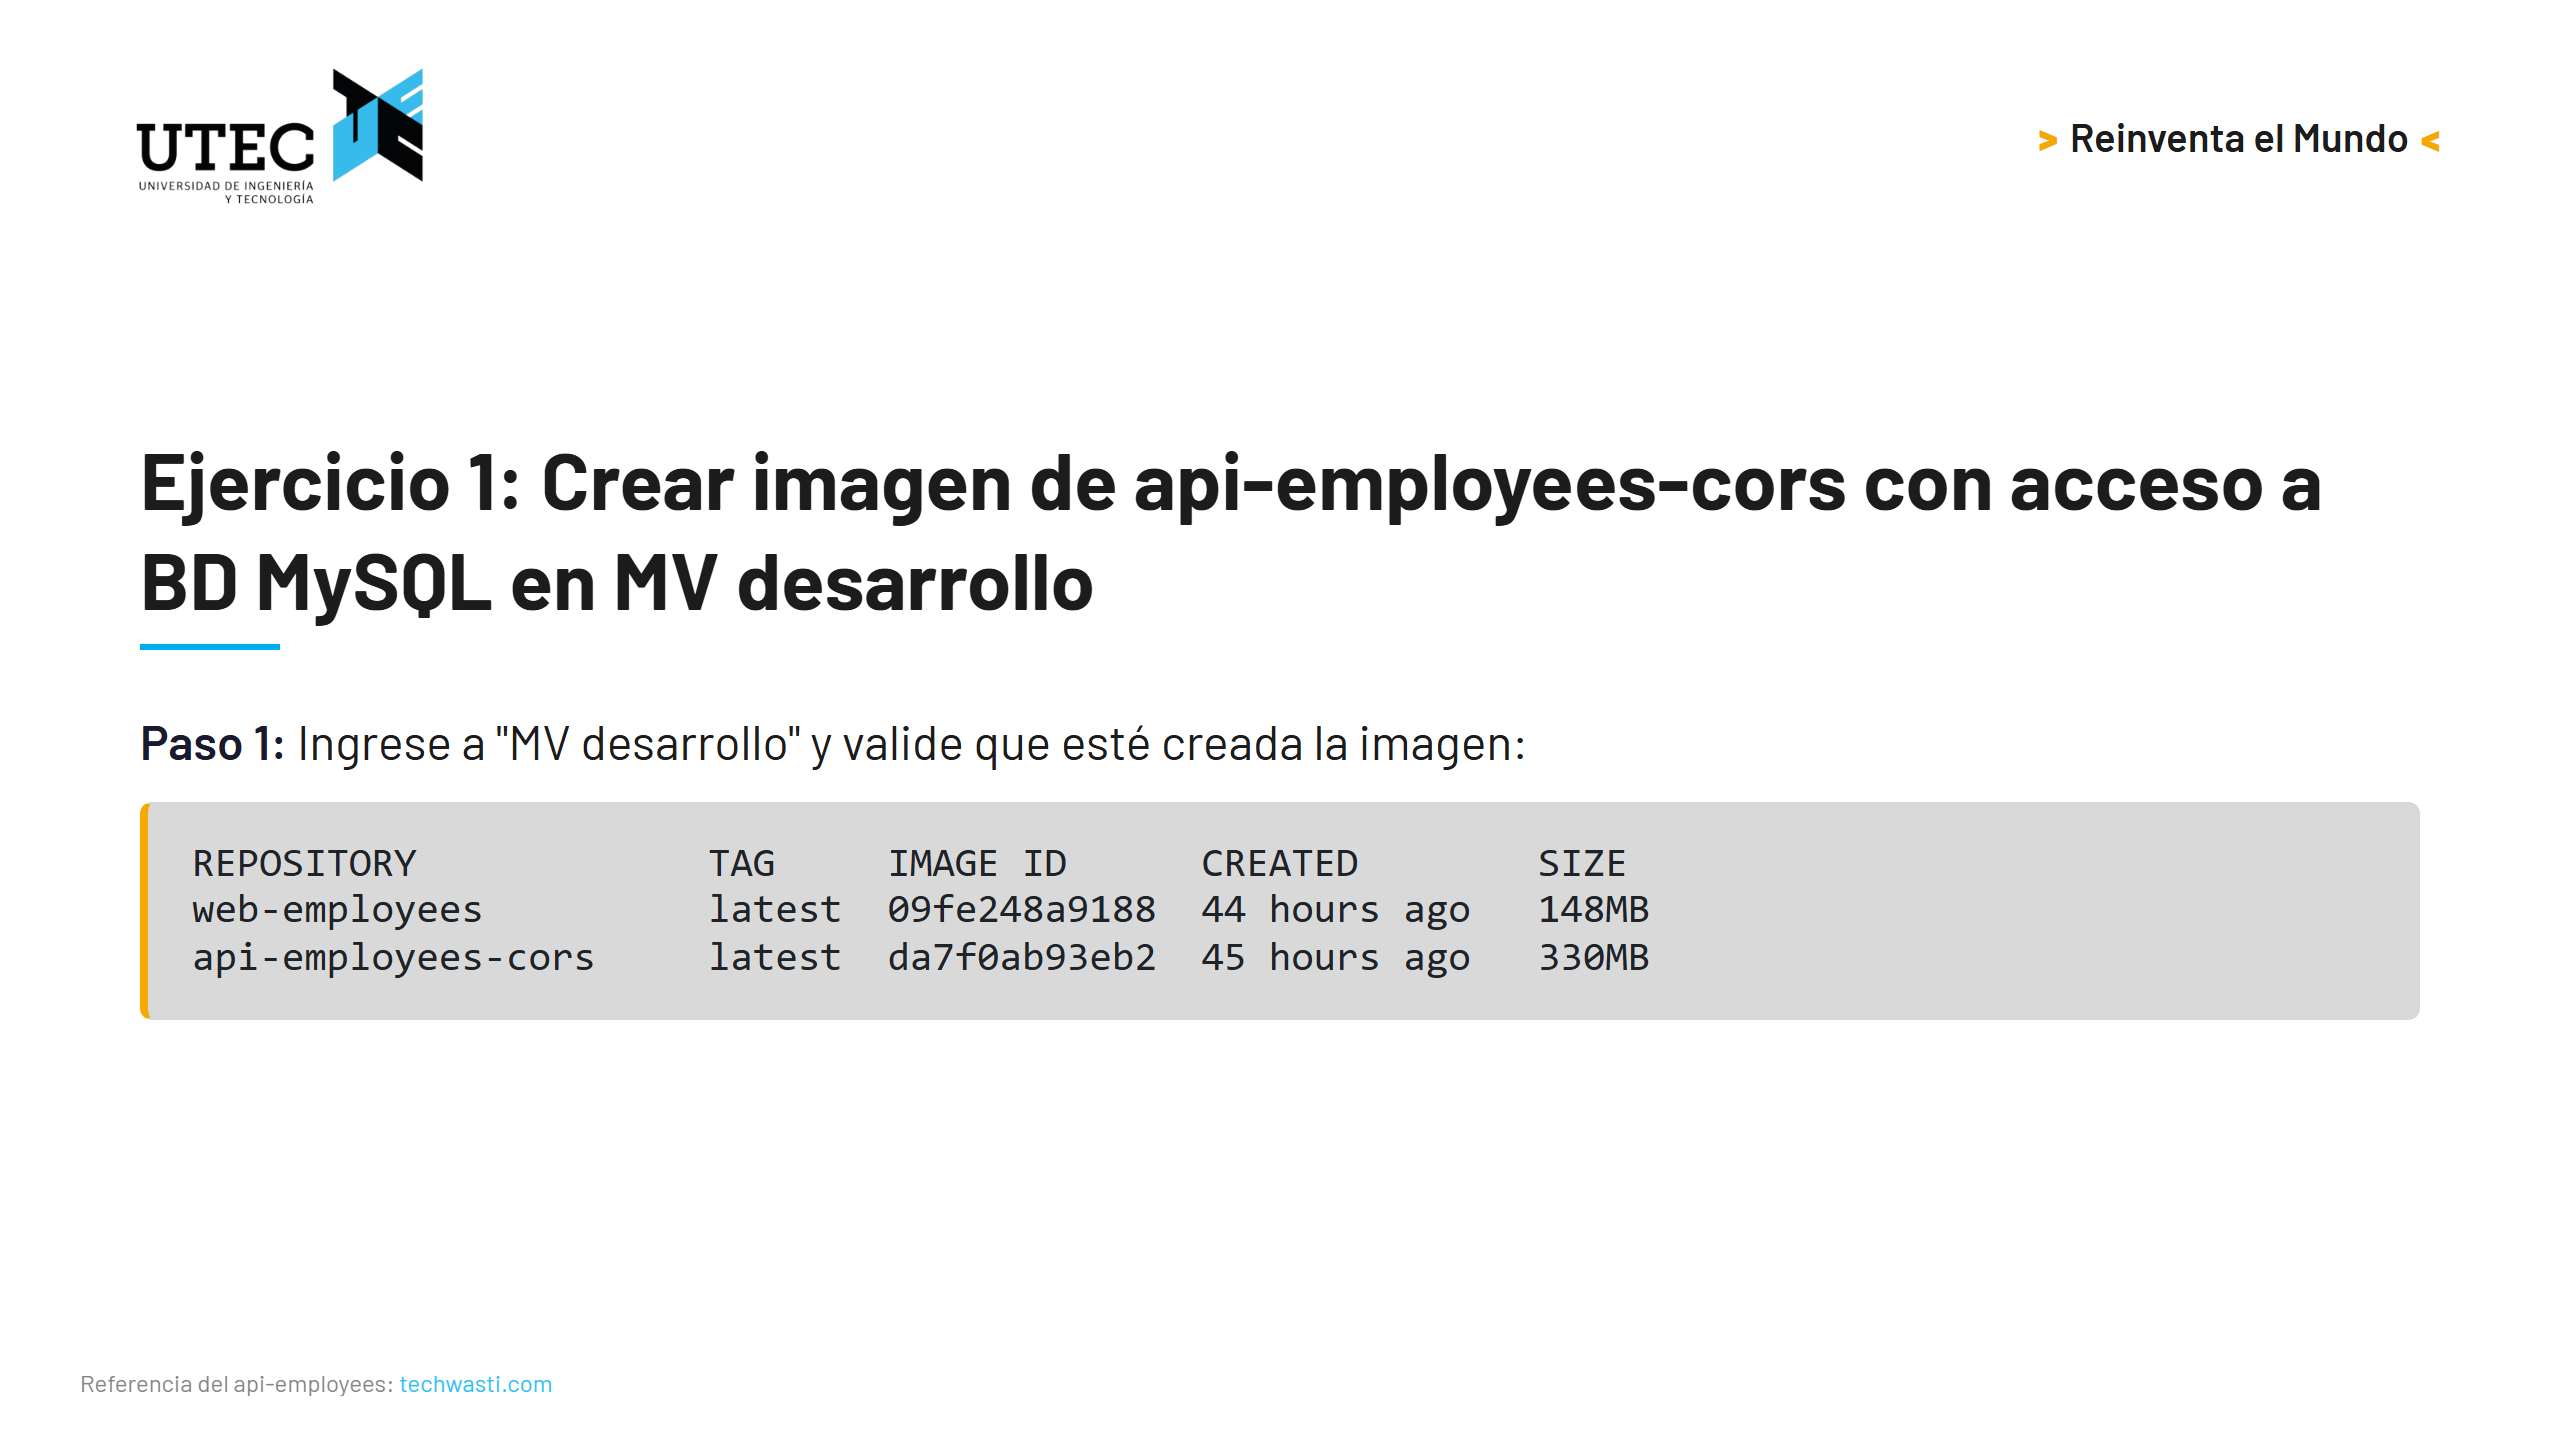 UTEC
UNIVERSIDAD DE INGENIERÍA
Y TECNOLOGÍA
> Reinventa el Mundo <
Ejercicio 1: Crear imagen de api-employees-cors con acceso a
BD MySQL en MV desarrollo
Paso 1: Ingrese a "MV desarrollo" y valide que esté creada la imagen:
REPOSITORY TAG IMAGE ID CREATED SIZE
web-employees latest 09fe248a9188 44 hours ago 148MB
api-employees-cors latest da7f0ab93eb2 45 hours ago 330MB
Referencia del api-employees: techwasti.com